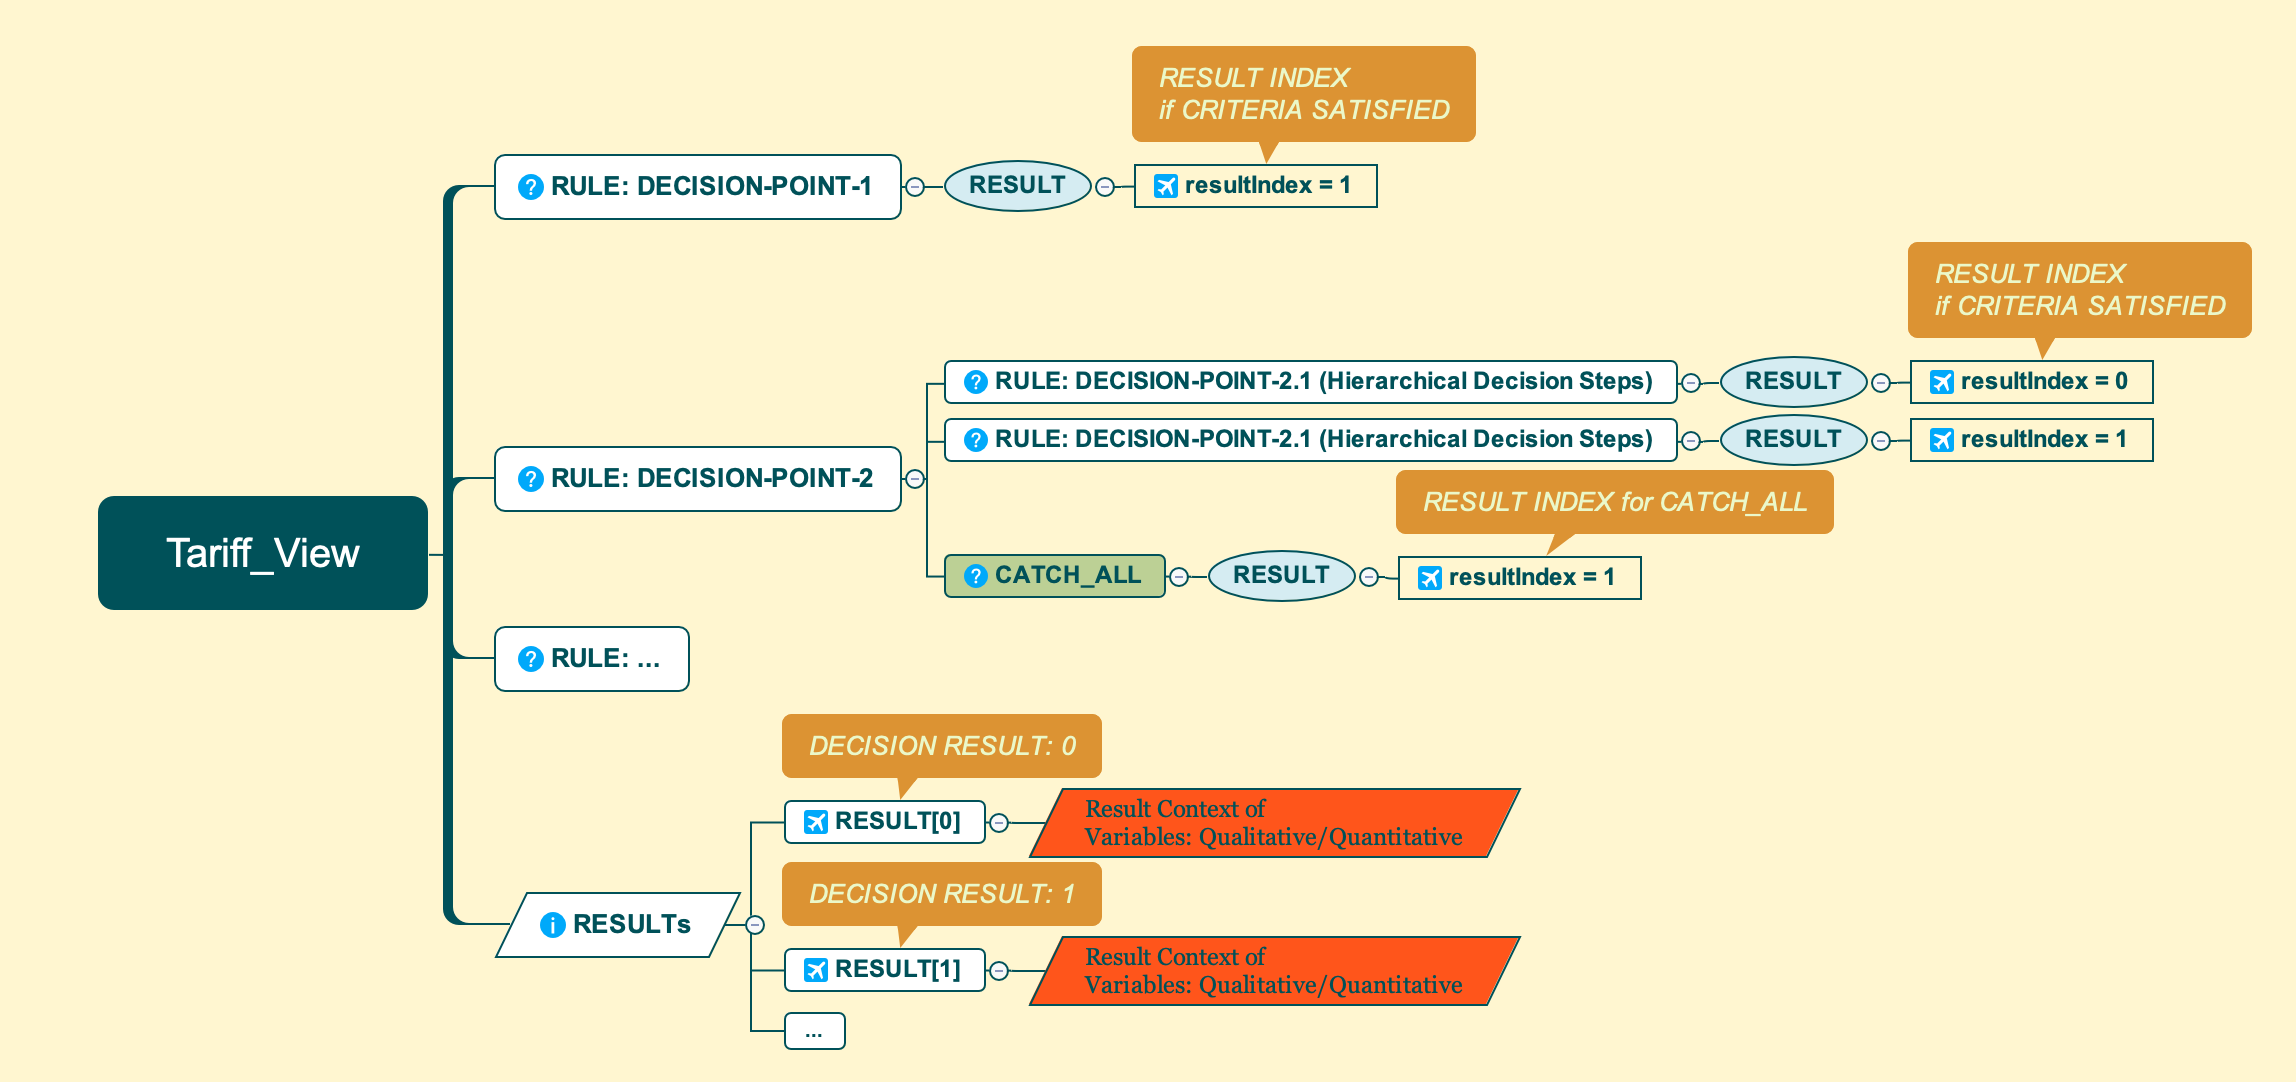 RESULT INDEX
if CRITERIA SATISFIED
RULE: DECISION-POINT-1
RESULT
resultIndex = 1
RESULT INDEX
if CRITERIA SATISFIED
RULE: DECISION-POINT-2
RULE: DECISION-POINT-2.1 (Hierarchical Decision Steps)
RESULT
resultIndex = 0
RULE: DECISION-POINT-2.1 (Hierarchical Decision Steps)
RESULT
resultIndex = 1
RESULT INDEX for CATCH_ALL
CATCH_ALL
RESULT
resultIndex = 1
Tariff_View
RULE: ...
DECISION RESULT: 0
RESULT[0]
Result Context of
Variables: Qualitative/Quantitative
RESULTs
DECISION RESULT: 1
RESULT[1]
Result Context of
Variables: Qualitative/Quantitative
...